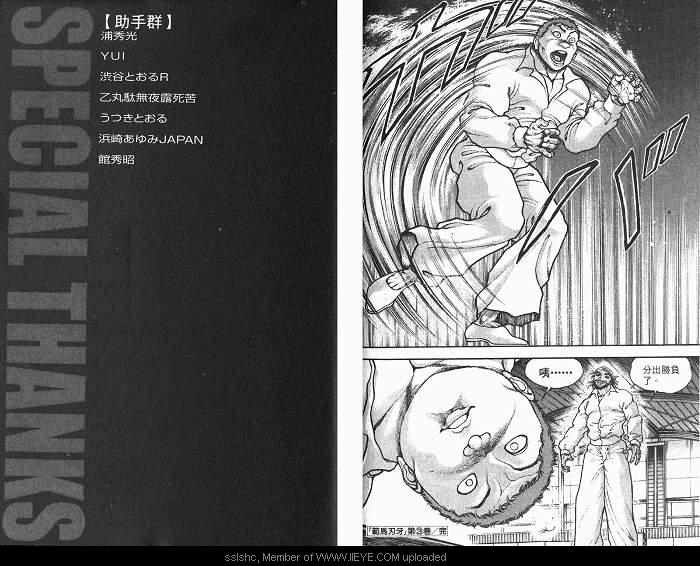 SPECIAL THANKS
【助手群】
浦秀光
YUI
渋谷とおるR
乙丸駄無夜露死苦
うつきとおる
浜崎あゆみJAPAN
館秀昭
分出勝負
了。
咦⋯⋯
『範馬刃牙』第③卷／完
sslshc, Member of WWW.IIEYE.COM uploaded